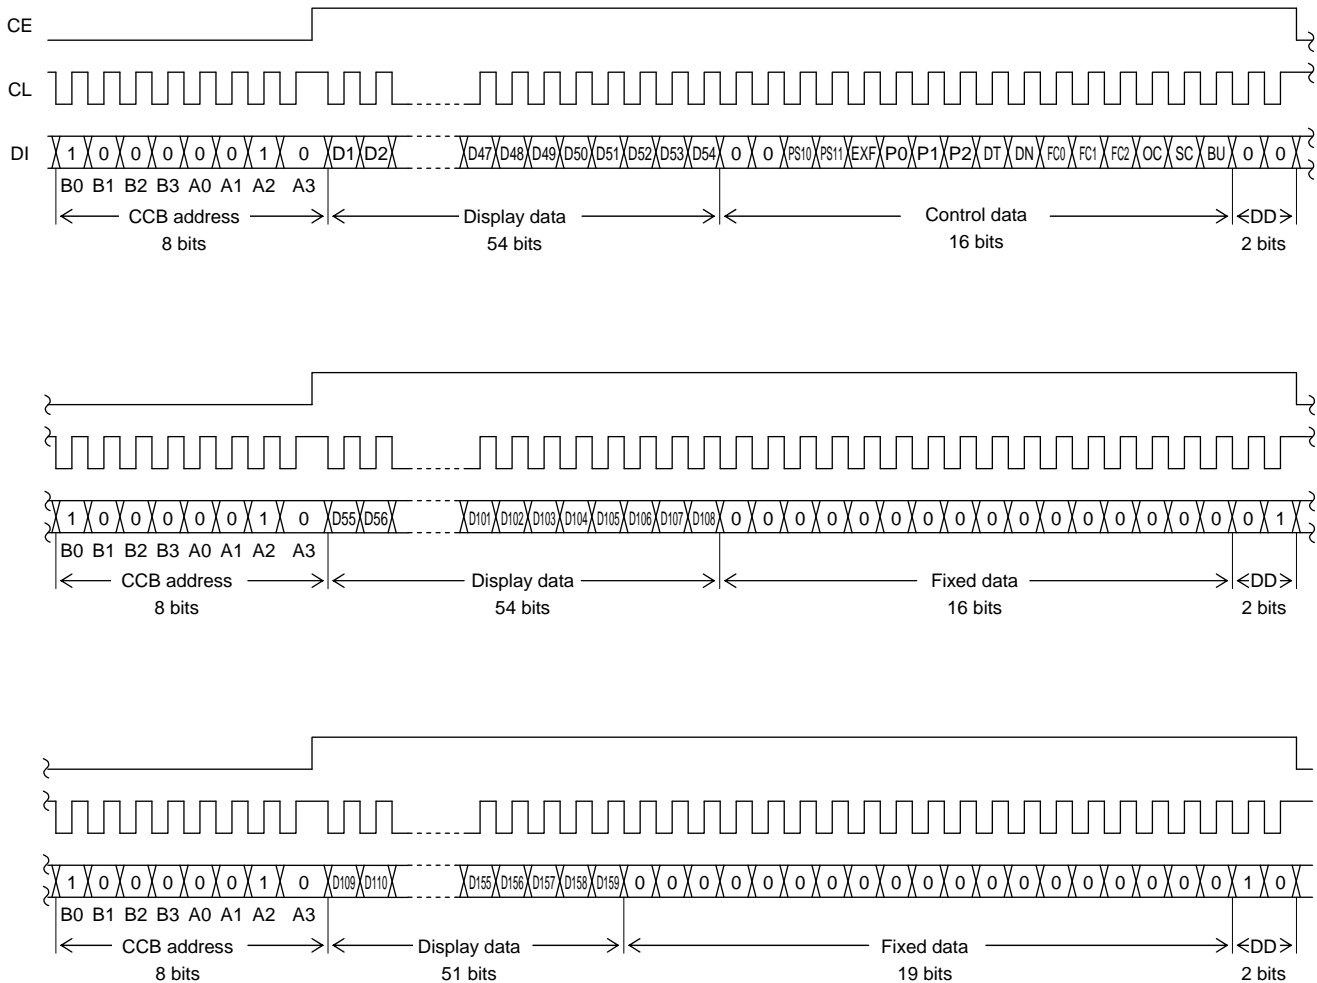 CE
CL
DI 1 0 0 0 0 0 1 0 D1 D2 D47 D48 D49 D50 D51 D52 D53 D54 0 0 PS10 PS11 EXF P0 P1 P2 DT DN FC0 FC1 FC2 OC SC BU 0 0
B0 B1 B2 B3 A0 A1 A2 A3
CCB address Display data Control data DD
8 bits 54 bits 16 bits 2 bits
1 0 0 0 0 0 1 0 D55 D56 D101 D102 D103 D104 D105 D106 D107 D108 0 0 0 0 0 0 0 0 0 0 0 0 0 0 0 0 0 1
B0 B1 B2 B3 A0 A1 A2 A3
CCB address Display data Fixed data DD
8 bits 54 bits 16 bits 2 bits
1 0 0 0 0 0 1 0 D109 D110 D155 D156 D157 D158 D159 0 0 0 0 0 0 0 0 0 0 0 0 0 0 0 0 0 0 0 1 0
B0 B1 B2 B3 A0 A1 A2 A3
CCB address Display data Fixed data DD
8 bits 51 bits 19 bits 2 bits